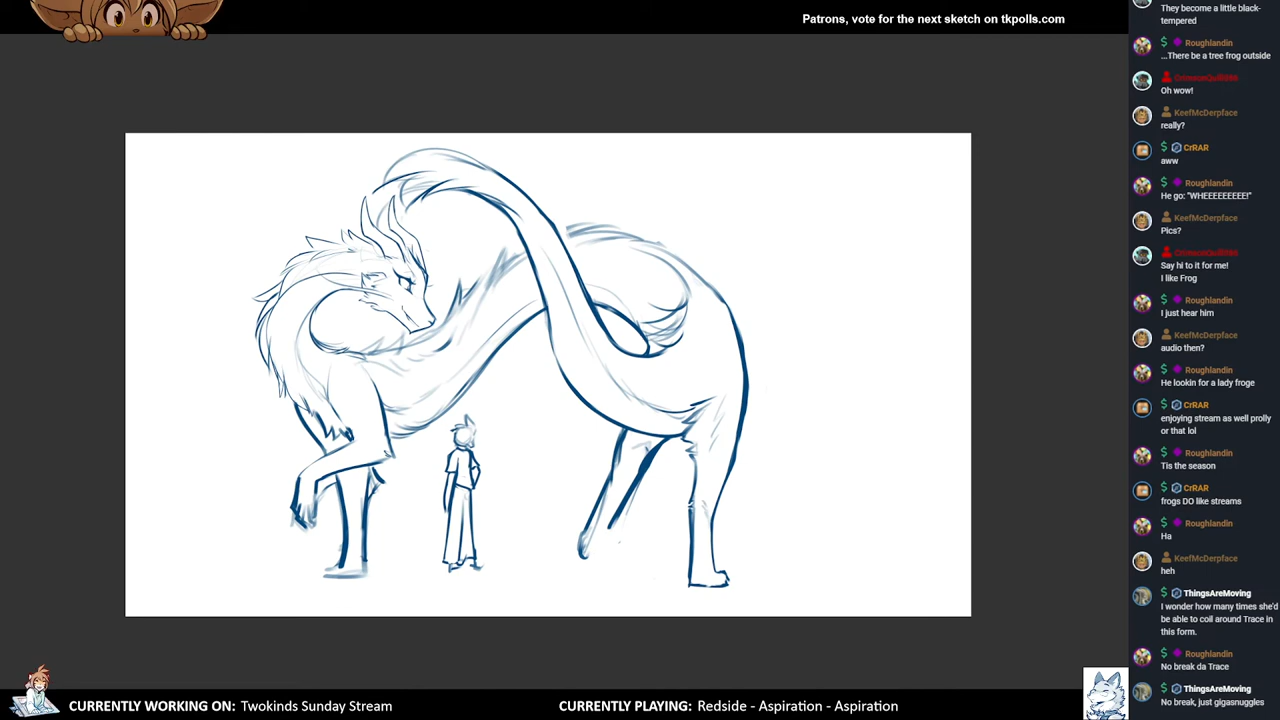 Patrons, vote for the next sketch on tkpolls.com
They become a little black-
tempered
Roughlandin
...There be a tree frog outside
Oh wow!
KeefMcDerpface
really?
CrRAR
aww
Roughlandin
He go: "WHEEEEEEEEE!"
KeefMcDerpface
Pics?
Say hi to it for me!
I like Frog
Roughlandin
I just hear him
KeefMcDerpface
audio then?
Roughlandin
He lookin for a lady froge
CrRAR
enjoying stream as well prolly
or that lol
Roughlandin
Tis the season
CrRAR
frogs DO like streams
Roughlandin
Ha
KeefMcDerpface
heh
ThingsAreMoving
I wonder how many times she'd
be able to coil around Trace in
this form.
Roughlandin
No break da Trace
ThingsAreMoving
No break, just gigasnuggles
CURRENTLY WORKING ON: Twokinds Sunday Stream
CURRENTLY PLAYING: Redside - Aspiration - Aspiration